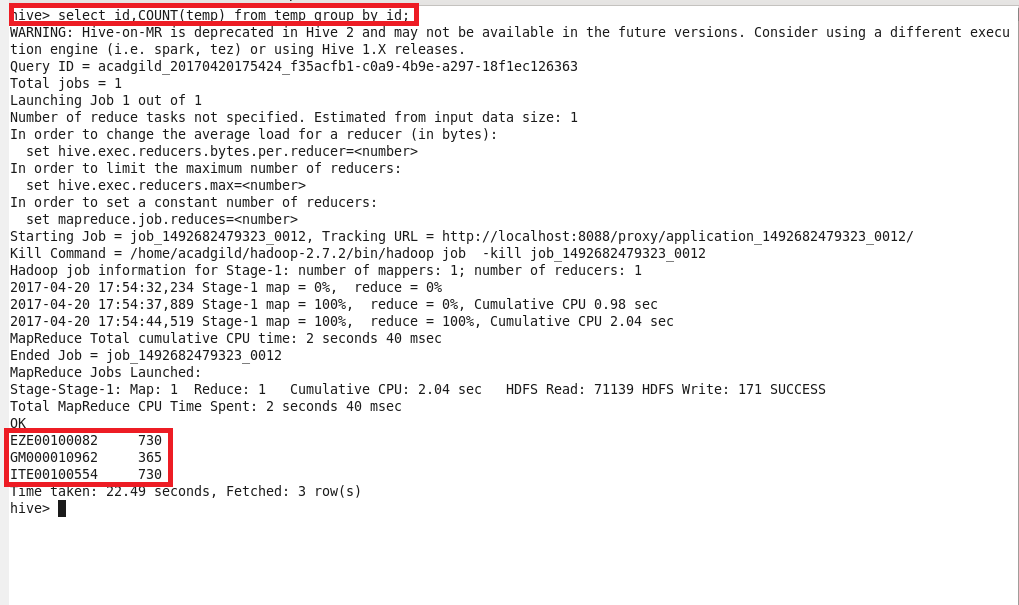 hive> select id,COUNT(temp) from temp group by id;
WARNING: Hive-on-MR is deprecated in Hive 2 and may not be available in the future versions. Consider using a different execu
tion engine (i.e. spark, tez) or using Hive 1.X releases.
Query ID = acadgild_20170420175424_f35acfb1-c0a9-4b9e-a297-18f1ec126363
Total jobs = 1
Launching Job 1 out of 1
Number of reduce tasks not specified. Estimated from input data size: 1
In order to change the average load for a reducer (in bytes):
  set hive.exec.reducers.bytes.per.reducer=<number>
In order to limit the maximum number of reducers:
  set hive.exec.reducers.max=<number>
In order to set a constant number of reducers:
  set mapreduce.job.reduces=<number>
Starting Job = job_1492682479323_0012, Tracking URL = http://localhost:8088/proxy/application_1492682479323_0012/
Kill Command = /home/acadgild/hadoop-2.7.2/bin/hadoop job  -kill job_1492682479323_0012
Hadoop job information for Stage-1: number of mappers: 1; number of reducers: 1
2017-04-20 17:54:32,234 Stage-1 map = 0%,  reduce = 0%
2017-04-20 17:54:37,889 Stage-1 map = 100%,  reduce = 0%, Cumulative CPU 0.98 sec
2017-04-20 17:54:44,519 Stage-1 map = 100%,  reduce = 100%, Cumulative CPU 2.04 sec
MapReduce Total cumulative CPU time: 2 seconds 40 msec
Ended Job = job_1492682479323_0012
MapReduce Jobs Launched:
Stage-Stage-1: Map: 1  Reduce: 1   Cumulative CPU: 2.04 sec   HDFS Read: 71139 HDFS Write: 171 SUCCESS
Total MapReduce CPU Time Spent: 2 seconds 40 msec
OK
EZE00100082     730
GM000010962     365
ITE00100554     730
Time taken: 22.49 seconds, Fetched: 3 row(s)
hive>